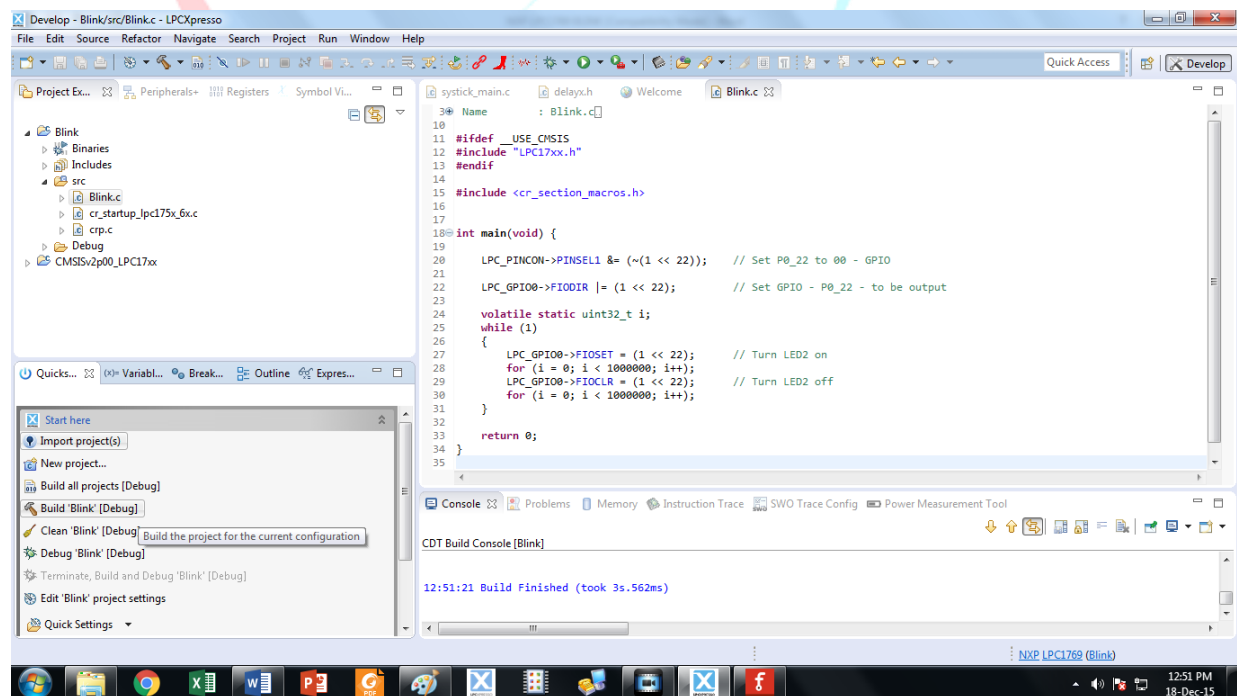 Develop - Blink/src/Blink.c - LPCXpresso
File Edit Source Refactor Navigate Search Project Run Window Help
Quick Access
Develop
Project Ex...
Peripherals+
Registers
Symbol Vi...
Blink
Binaries
Includes
src
Blink.c
cr_startup_lpc175x_6x.c
crp.c
Debug
CMSISv2p00_LPC17xx
systick_main.c
delayx.h
Welcome
Blink.c
3 Name : Blink.c
10
11 #ifdef __USE_CMSIS
12 #include "LPC17xx.h"
13 #endif
14
15 #include <cr_section_macros.h>
16
17
18 int main(void) {
19
20 LPC_PINCON->PINSEL1 &= (~(1 << 22)); // Set P0_22 to 00 - GPIO
21
22 LPC_GPIO0->FIODIR |= (1 << 22); // Set GPIO - P0_22 - to be output
23
24 volatile static uint32_t i;
25 while (1)
26 {
27 LPC_GPIO0->FIOSET = (1 << 22); // Turn LED2 on
28 for (i = 0; i < 1000000; i++);
29 LPC_GPIO0->FIOCLR = (1 << 22); // Turn LED2 off
30 for (i = 0; i < 1000000; i++);
31 }
32
33 return 0;
34 }
35
Quicks...
(x)= Variabl...
Break...
Outline
Expres...
Start here
Import project(s)
New project...
Build all projects [Debug]
Build 'Blink' [Debug]
Clean 'Blink' [Debug]
Build the project for the current configuration
Debug 'Blink' [Debug]
Terminate, Build and Debug 'Blink' [Debug]
Edit 'Blink' project settings
Quick Settings
Console
Problems
Memory
Instruction Trace
SWO Trace Config
Power Measurement Tool
CDT Build Console [Blink]
12:51:21 Build Finished (took 3s.562ms)
NXP LPC1769 (Blink)
12:51 PM
18-Dec-15